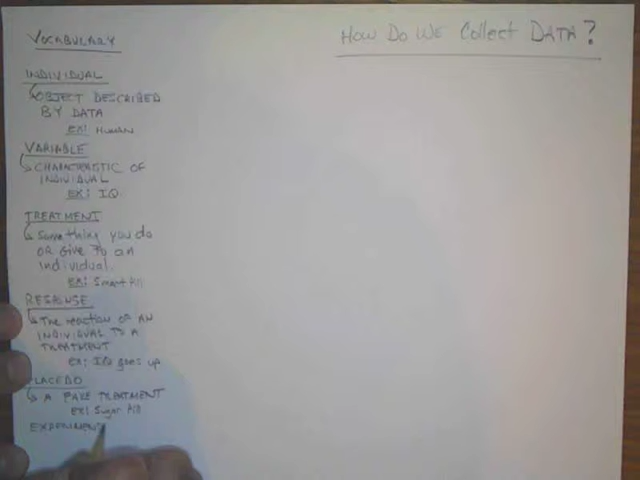 How Do We Collect DATA?
VOCABULARY
INDIVIDUAL
OBJECT DESCRIBED
BY DATA
EX: HUMAN
VARIABLE
CHARACTERISTIC OF
INDIVIDUAL
EX: IQ
TREATMENT
Something you do
OR Give To an
individual.
EX: Smart Pill
RESPONSE
The reaction OF AN
INDIVIDUAL TO A
TREATMENT
EX: IQ goes up
PLACEBO
A FAKE TREATMENT
EX: Sugar Pill
EXPERIMENT